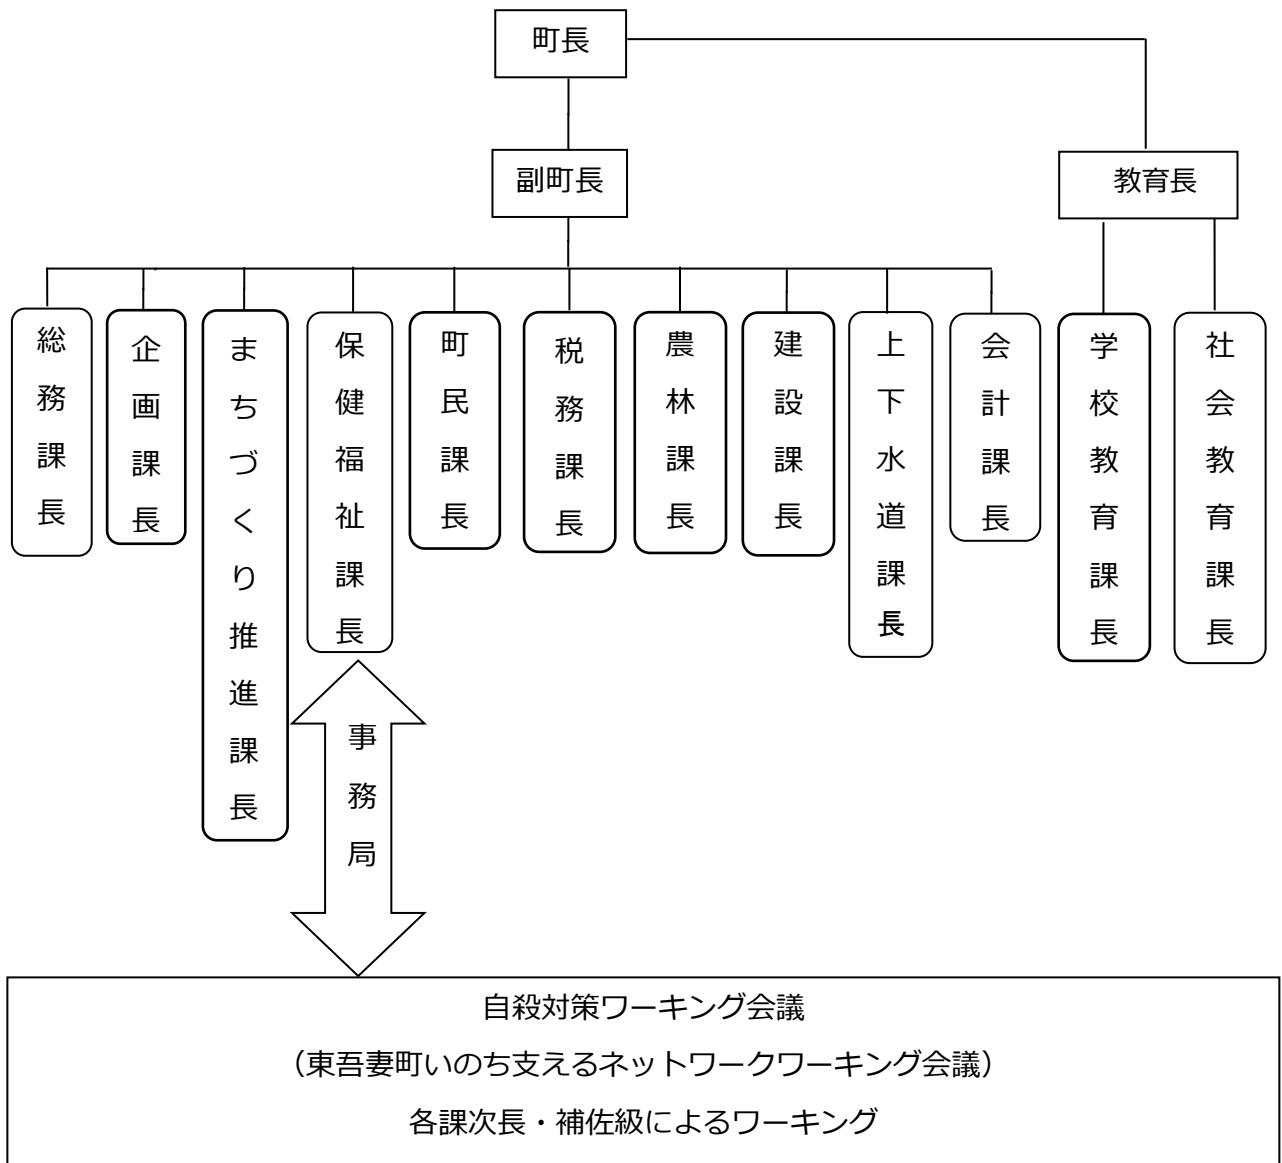 町長
副町長
教育長
総務課長
企画課長
まちづくり推進課長
保健福祉課長
町民課長
税務課長
農林課長
建設課長
上下水道課長
会計課長
学校教育課長
社会教育課長
事務局
自殺対策ワーキング会議
（東吾妻町いのち支えるネットワークワーキング会議）
各課次長・補佐級によるワーキング